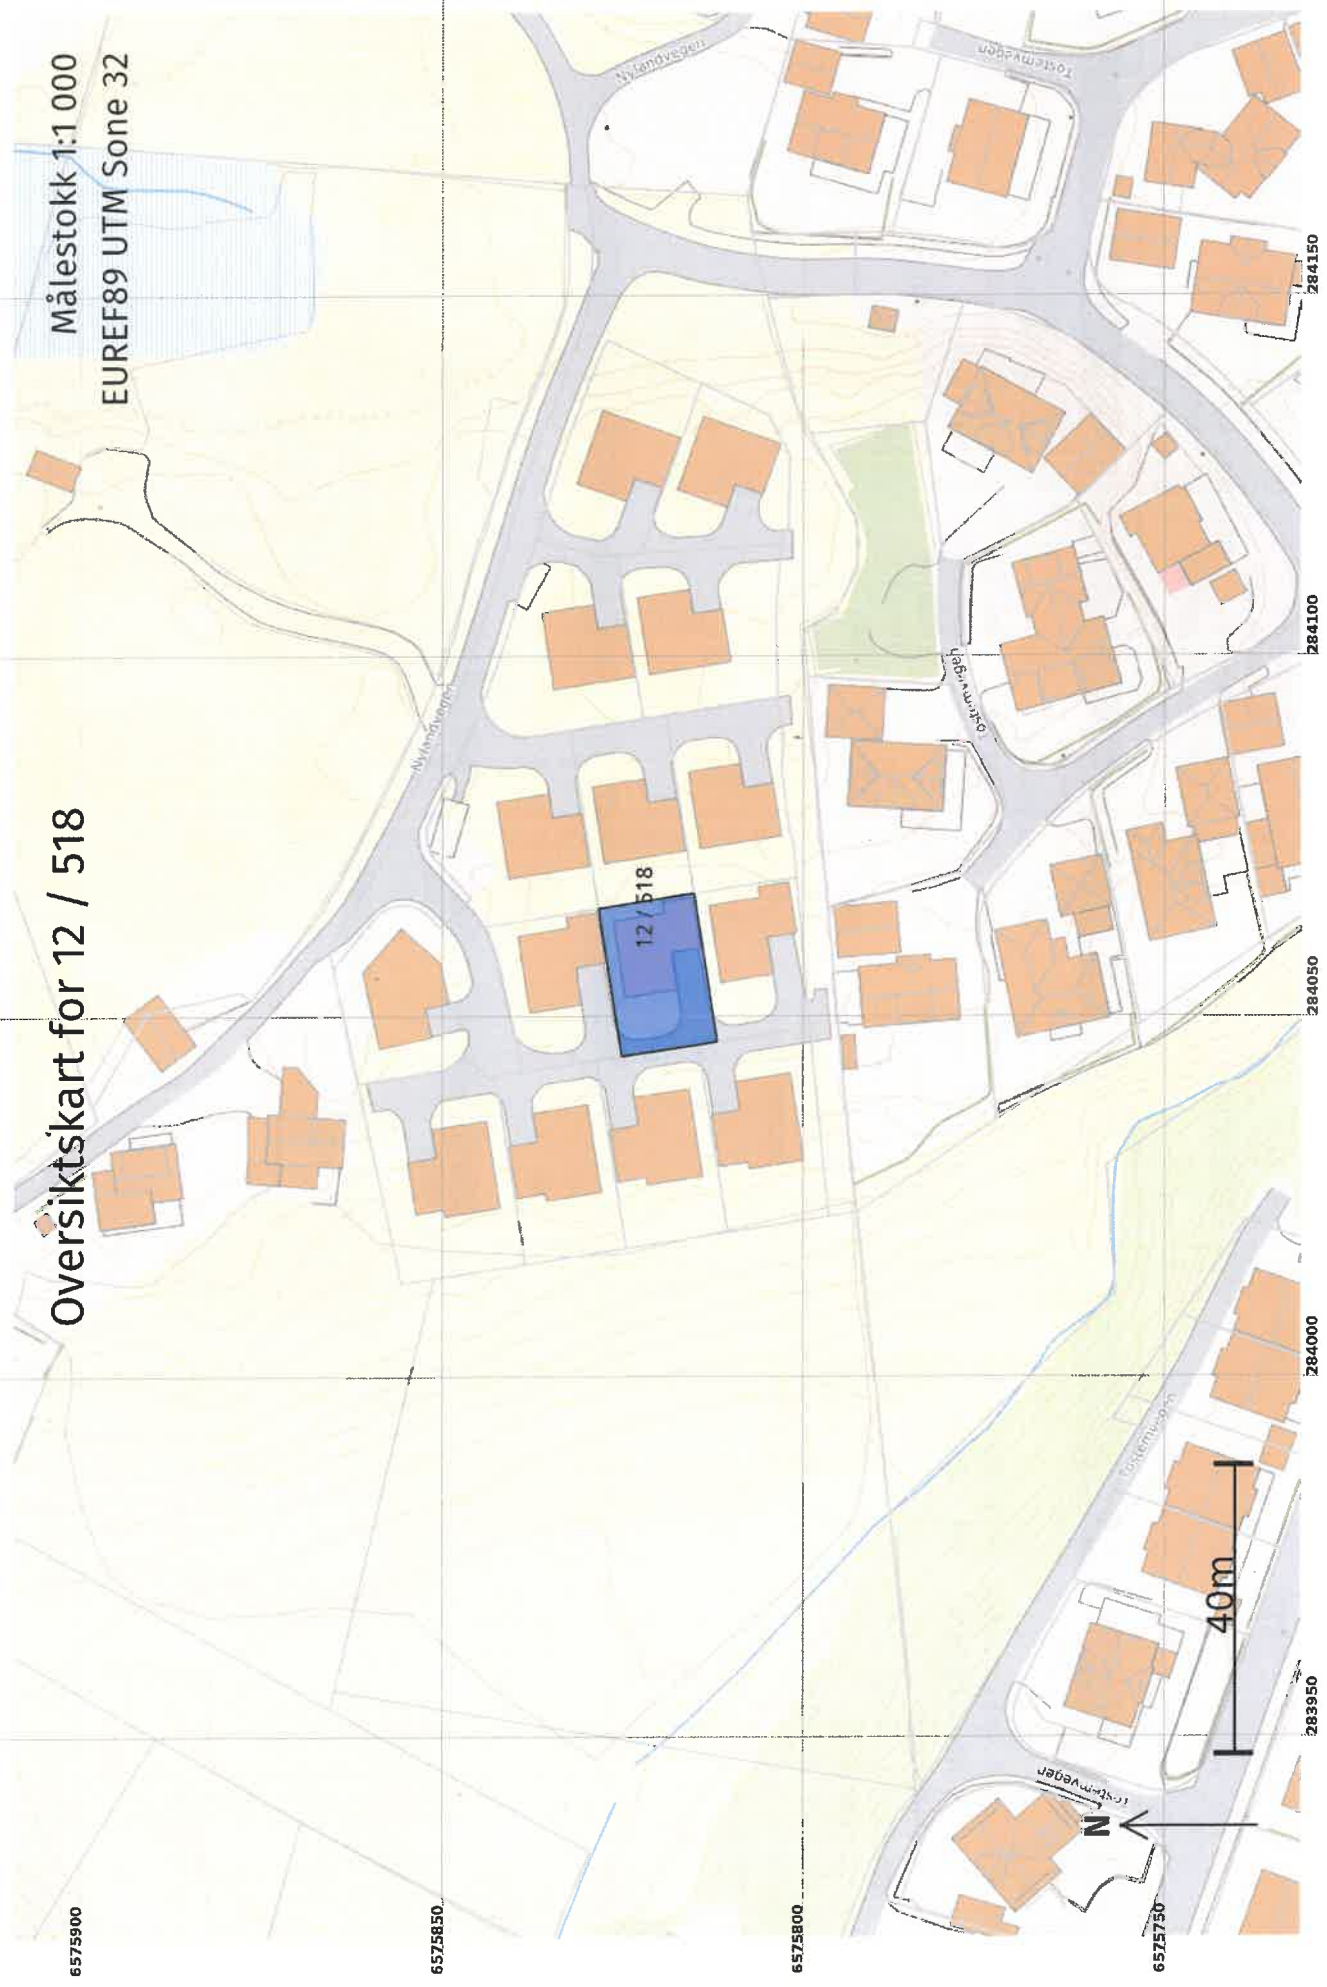 Oversiktskart for 12 / 518
Målestokk 1:1 000
EUREF89 UTM Sone 32
6575900
6575850
6575800
6575750
283950
284000
284050
284100
284150
Nylandvegen
Nylandvegen
Tostemvegen
Tostemvegen
Tostemvegen
Tostemvegen
12 / 518
40m
N